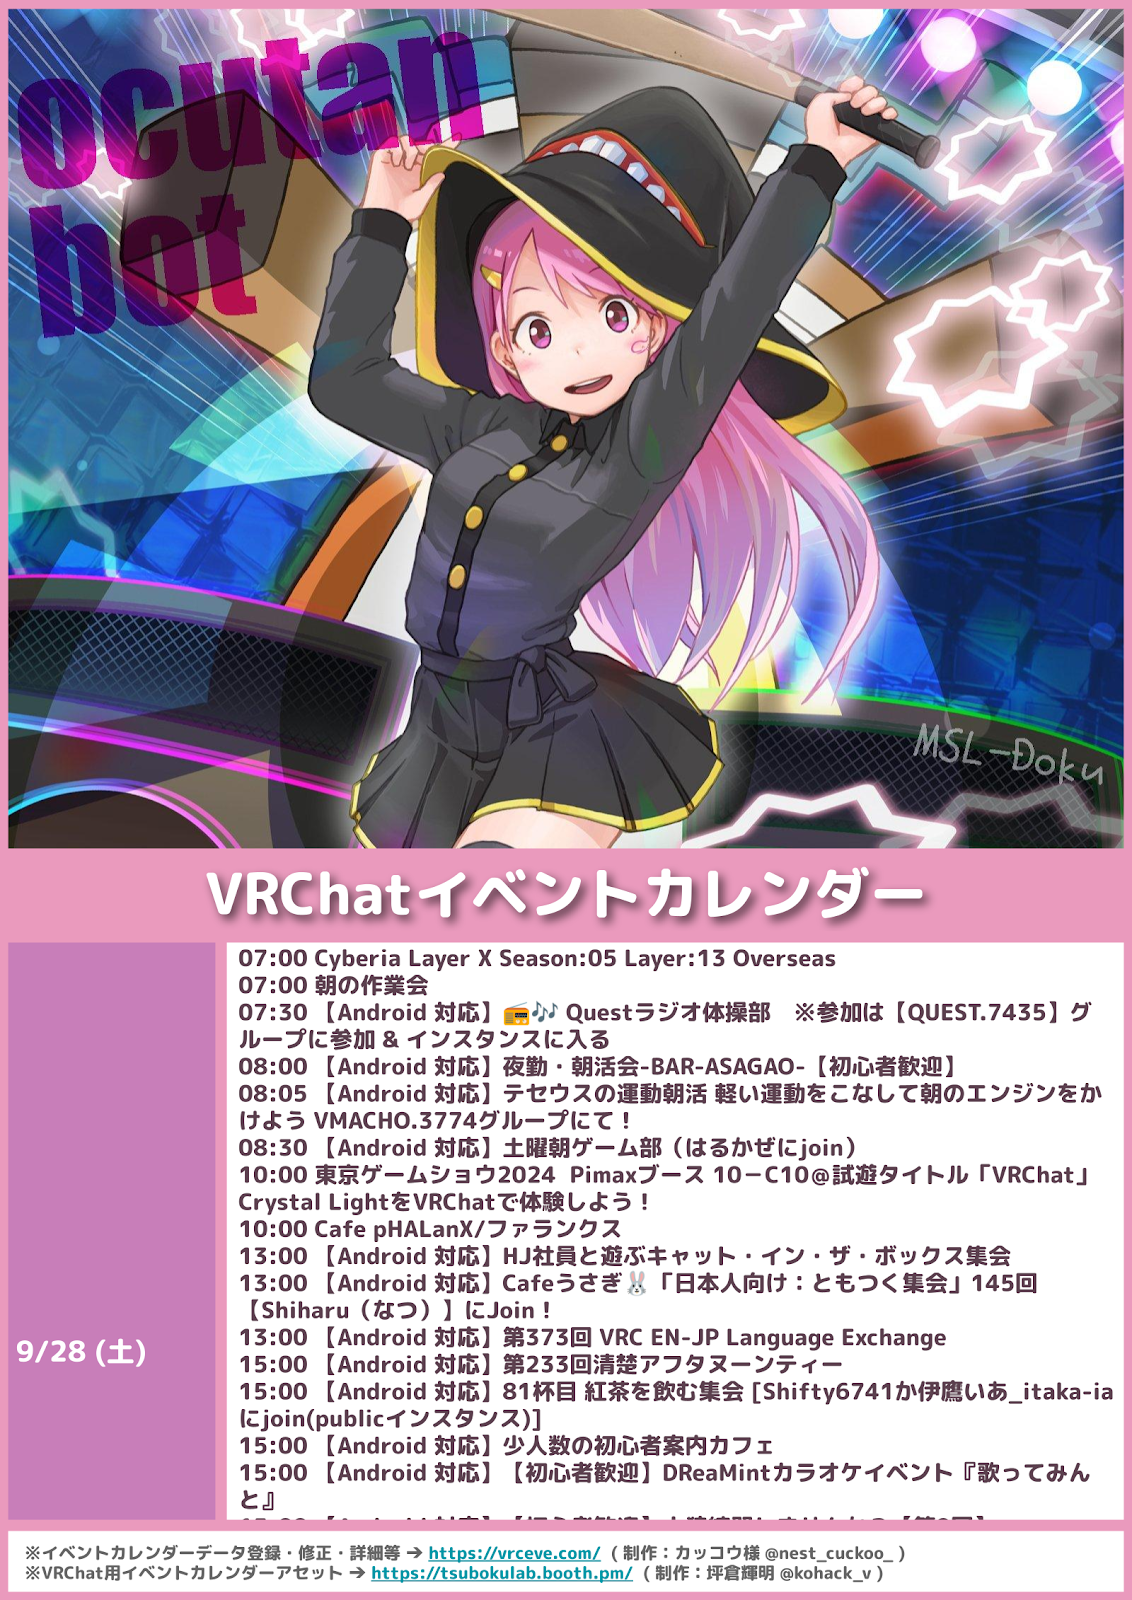 ocutan
bot
MSL-Doku
VRChatイベントカレンダー
9/28 (土)
07:00 Cyberia Layer X Season:05 Layer:13 Overseas
07:00 朝の作業会
07:30 【Android 対応】📻🎶 Questラジオ体操部　※参加は【QUEST.7435】グ
ループに参加 & インスタンスに入る
08:00 【Android 対応】夜勤・朝活会-BAR-ASAGAO-【初心者歓迎】
08:05 【Android 対応】テセウスの運動朝活 軽い運動をこなして朝のエンジンをか
けよう VMACHO.3774グループにて！
08:30 【Android 対応】土曜朝ゲーム部（はるかぜにjoin）
10:00 東京ゲームショウ2024  Pimaxブース 10－C10@試遊タイトル「VRChat」
Crystal LightをVRChatで体験しよう！
10:00 Cafe pHALanX/ファランクス
13:00 【Android 対応】HJ社員と遊ぶキャット・イン・ザ・ボックス集会
13:00 【Android 対応】Cafeうさぎ🐰「日本人向け：ともつく集会」145回
【Shiharu（なつ）】にJoin！
13:00 【Android 対応】第373回 VRC EN-JP Language Exchange
15:00 【Android 対応】第233回清楚アフタヌーンティー
15:00 【Android 対応】81杯目 紅茶を飲む集会 [Shifty6741か伊鷹いあ_itaka-ia
にjoin(publicインスタンス)]
15:00 【Android 対応】少人数の初心者案内カフェ
15:00 【Android 対応】【初心者歓迎】DReaMintカラオケイベント『歌ってみん
と』
※イベントカレンダーデータ登録・修正・詳細等 → https://vrceve.com/ （制作：カッコウ様 @nest_cuckoo_ ）
※VRChat用イベントカレンダーアセット → https://tsubokulab.booth.pm/ （制作：坪倉輝明 @kohack_v ）